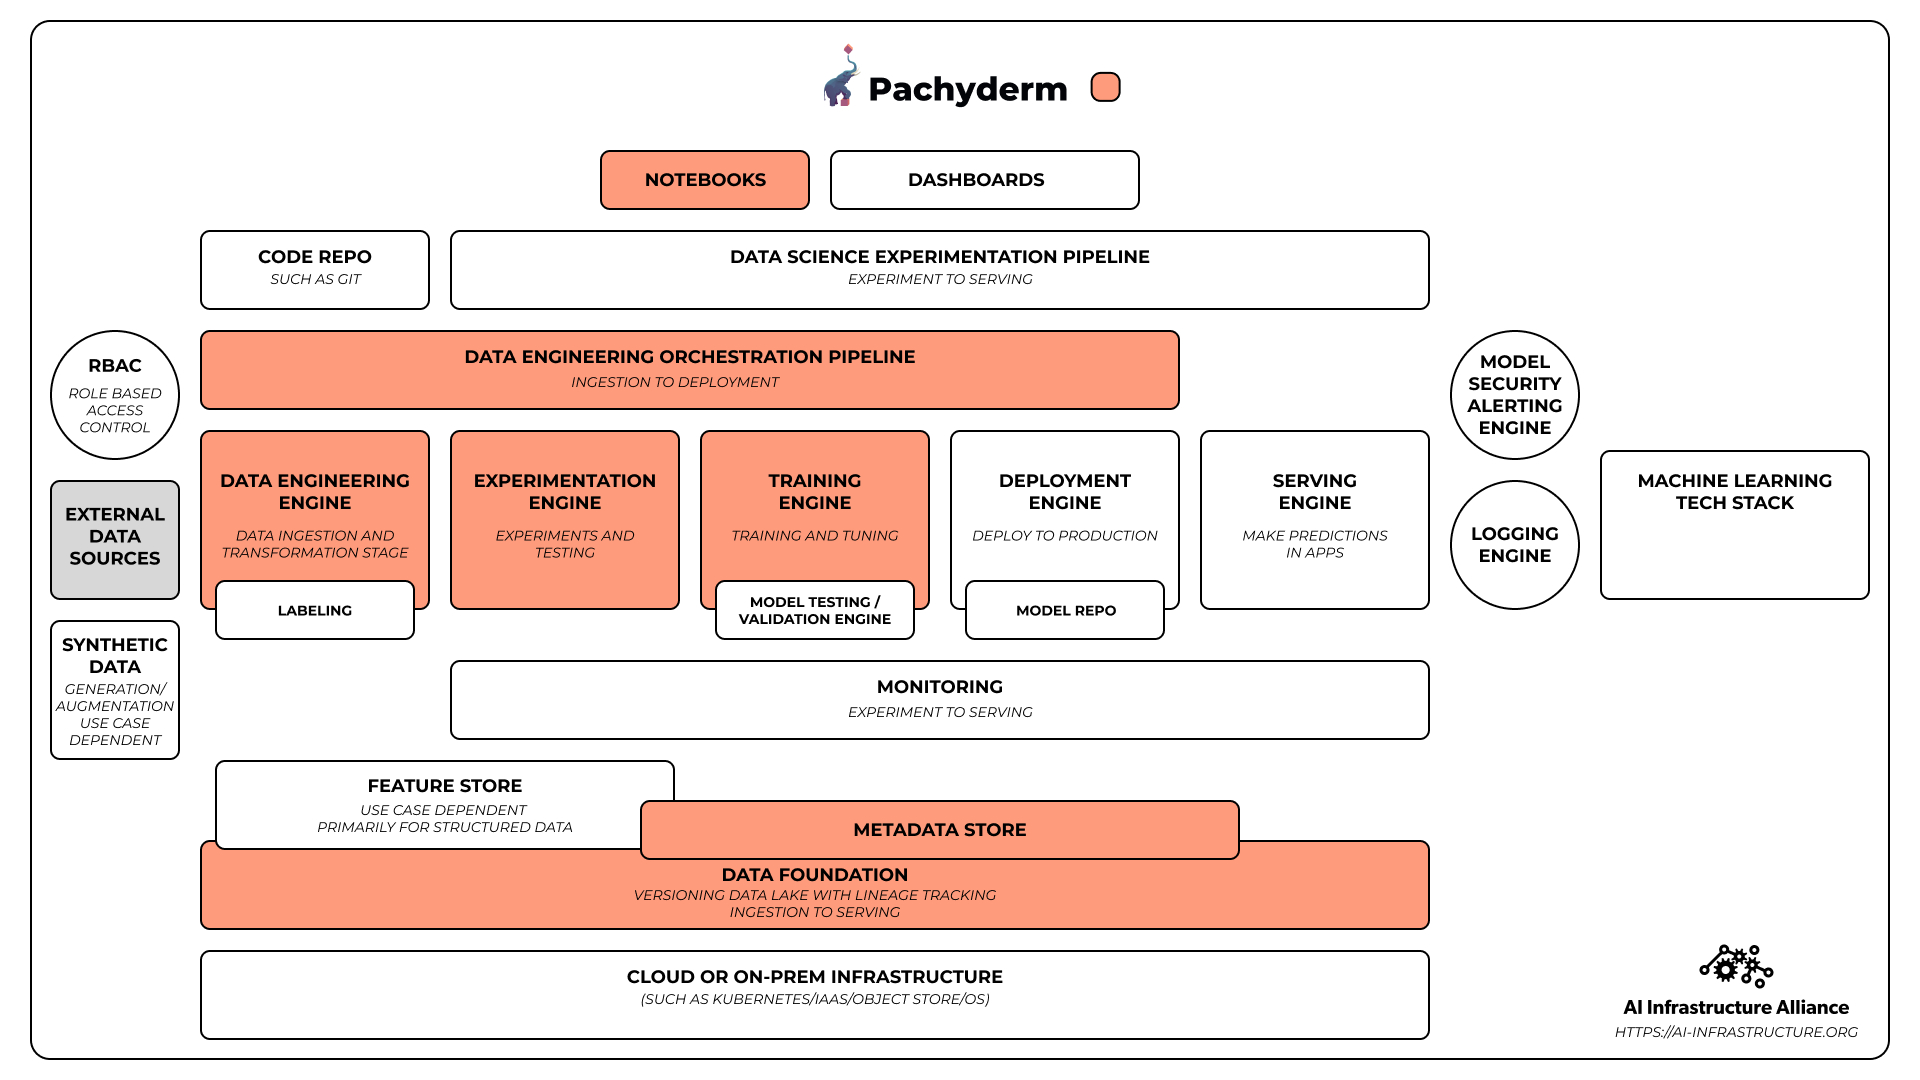 Pachyderm
NOTEBOOKS
DASHBOARDS
CODE REPO
SUCH AS GIT
DATA SCIENCE EXPERIMENTATION PIPELINE
EXPERIMENT TO SERVING
RBAC
ROLE BASED
ACCESS
CONTROL
DATA ENGINEERING ORCHESTRATION PIPELINE
INGESTION TO DEPLOYMENT
MODEL
SECURITY
ALERTING
ENGINE
EXTERNAL
DATA
SOURCES
DATA ENGINEERING
ENGINE
DATA INGESTION AND
TRANSFORMATION STAGE
LABELING
EXPERIMENTATION
ENGINE
EXPERIMENTS AND
TESTING
TRAINING
ENGINE
TRAINING AND TUNING
MODEL TESTING /
VALIDATION ENGINE
DEPLOYMENT
ENGINE
DEPLOY TO PRODUCTION
MODEL REPO
SERVING
ENGINE
MAKE PREDICTIONS
IN APPS
LOGGING
ENGINE
MACHINE LEARNING
TECH STACK
SYNTHETIC
DATA
GENERATION/
AUGMENTATION
USE CASE
DEPENDENT
MONITORING
EXPERIMENT TO SERVING
FEATURE STORE
USE CASE DEPENDENT
PRIMARILY FOR STRUCTURED DATA
METADATA STORE
DATA FOUNDATION
VERSIONING DATA LAKE WITH LINEAGE TRACKING
INGESTION TO SERVING
CLOUD OR ON-PREM INFRASTRUCTURE
(SUCH AS KUBERNETES/IAAS/OBJECT STORE/OS)
AI Infrastructure Alliance
HTTPS://AI-INFRASTRUCTURE.ORG